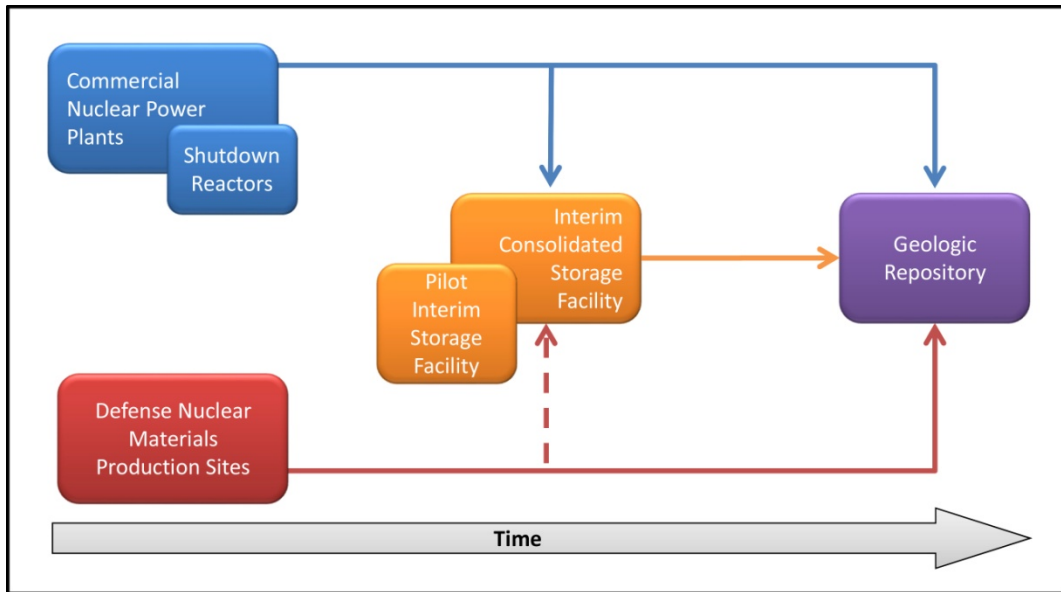 Commercial
Nuclear Power
Plants
Shutdown
Reactors
Interim
Consolidated
Storage
Facility
Pilot
Interim
Storage
Facility
Geologic
Repository
Defense Nuclear
Materials
Production Sites
Time